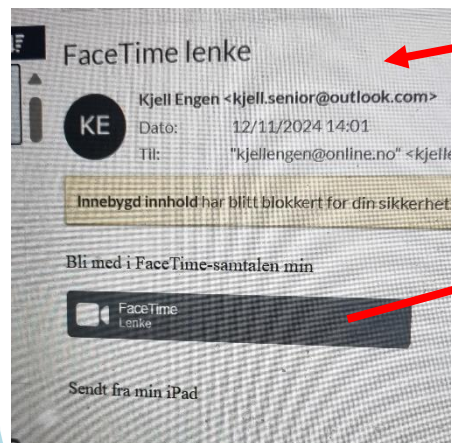 FaceTime lenke
Kjell Engen <kjell.senior@outlook.com>
KE
Dato: 12/11/2024 14:01
Til: "kjellengen@online.no" <kjelle
Innebygd innhold har blitt blokkert for din sikkerhet
Bli med i FaceTime-samtalen min
FaceTime
Lenke
Sendt fra min iPad